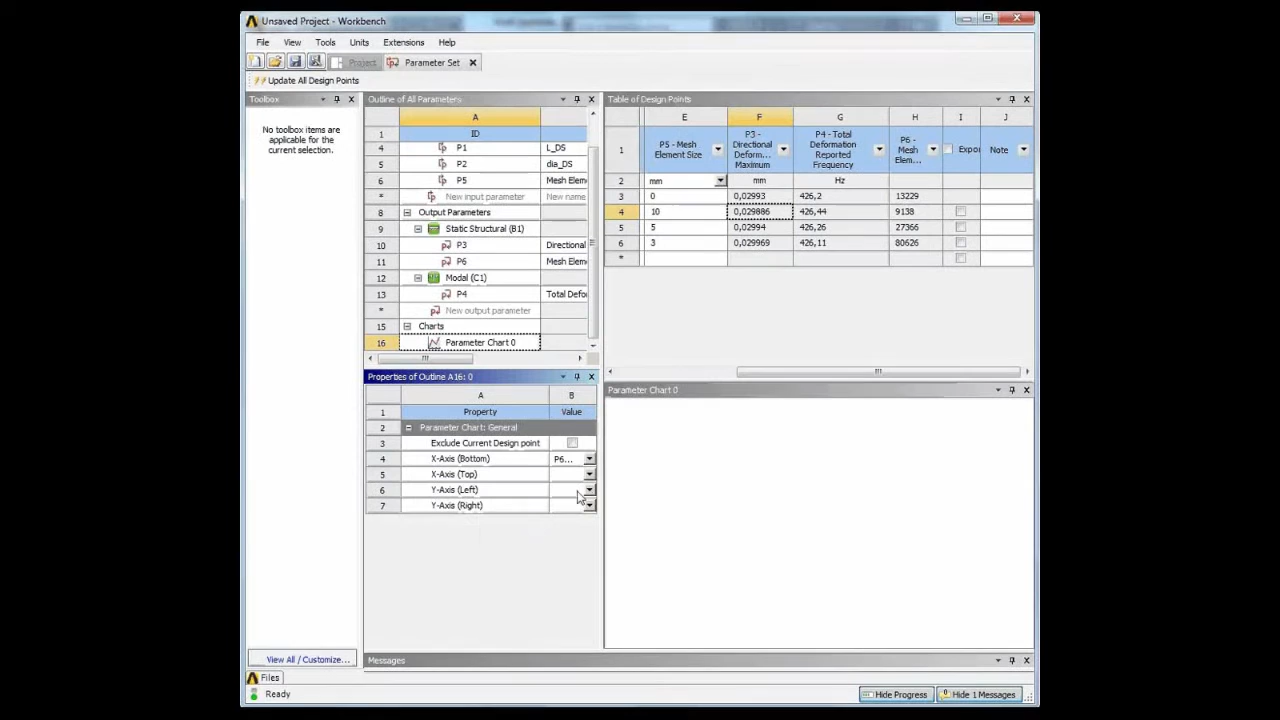 Unsaved Project - Workbench
File View Tools Units Extensions Help
Project Parameter Set
Update All Design Points
Toolbox
No toolbox items are
applicable for the
current selection.
View All / Customize...
Outline of All Parameters
A
1 ID
4 P1 L_DS
5 P2 dia_DS
6 P5 Mesh Elem
* New input parameter New name
8 Output Parameters
9 Static Structural (B1)
10 P3 Directional
11 P6 Mesh Elem
12 Modal (C1)
13 P4 Total Defo
* New output parameter
15 Charts
16 Parameter Chart 0
Properties of Outline A16: 0
A B
1 Property Value
2 Parameter Chart: General
3 Exclude Current Design point
4 X-Axis (Bottom) P6...
5 X-Axis (Top)
6 Y-Axis (Left)
7 Y-Axis (Right)
Table of Design Points
E F G H I J
1 P5 - Mesh Element Size P3 - Directional Deform... Maximum P4 - Total Deformation Reported Frequency P6 - Mesh Elem... Expo Note
2 mm mm Hz
3 0 0,02993 426,2 13229
4 10 0,029886 426,44 9138
5 5 0,02994 426,26 27366
6 3 0,029969 426,11 80626
*
Parameter Chart 0
Messages
Files
Ready
Hide Progress Hide 1 Messages